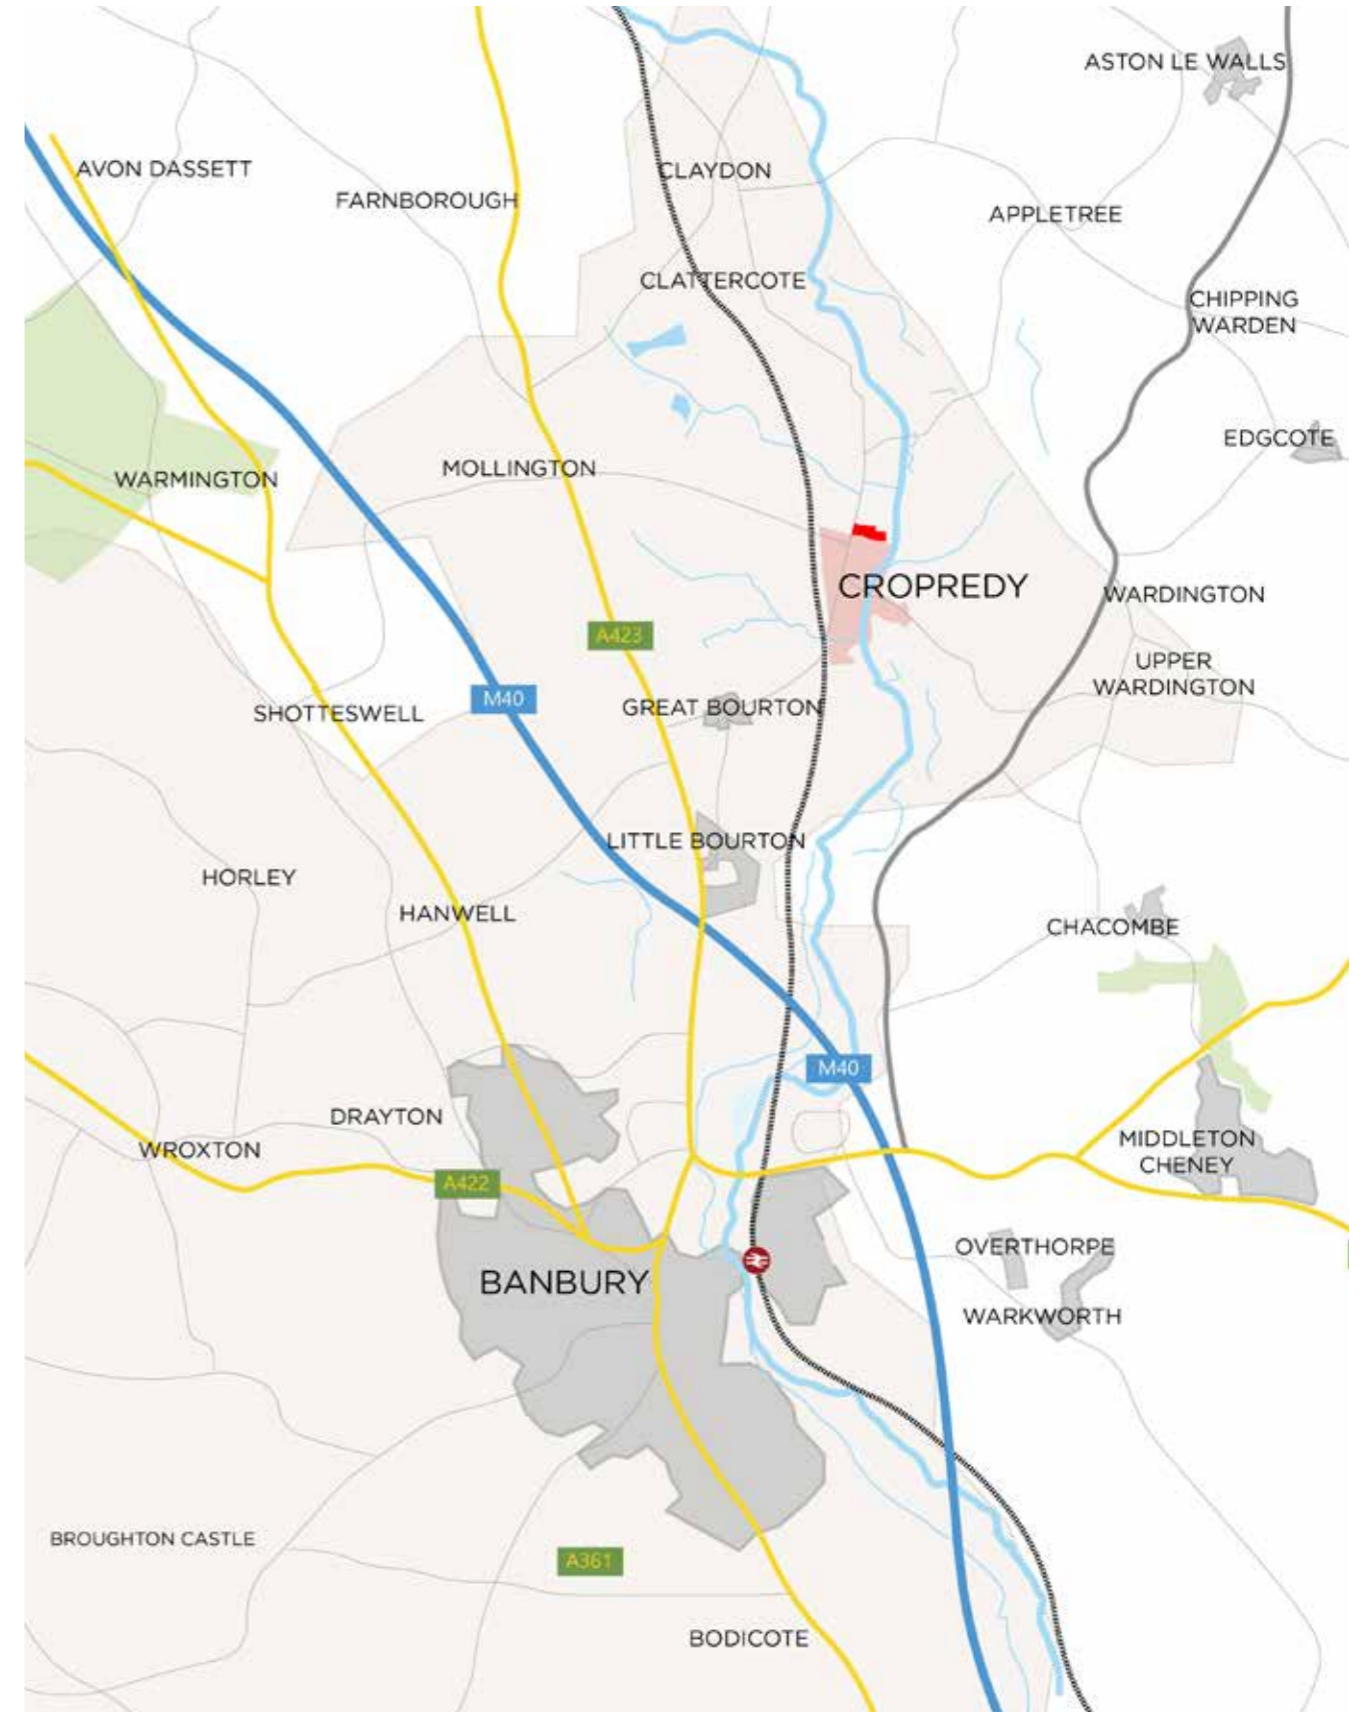 ASTON LE WALLS
AVON DASSETT
CLAYDON
FARNBOROUGH
APPLETREE
CLATTERCOTE
CHIPPING
WARDEN
EDGCOTE
MOLLINGTON
WARMINGTON
CROPREDY
WARDINGTON
A423
UPPER
WARDINGTON
M40
GREAT BOURTON
SHOTTESWELL
LITTLE BOURTON
HORLEY
HANWELL
CHACOMBE
M40
DRAYTON
MIDDLETON
CHENEY
WROXTON
A422
OVERTHORPE
BANBURY
WARKWORTH
BROUGHTON CASTLE
A361
BODICOTE